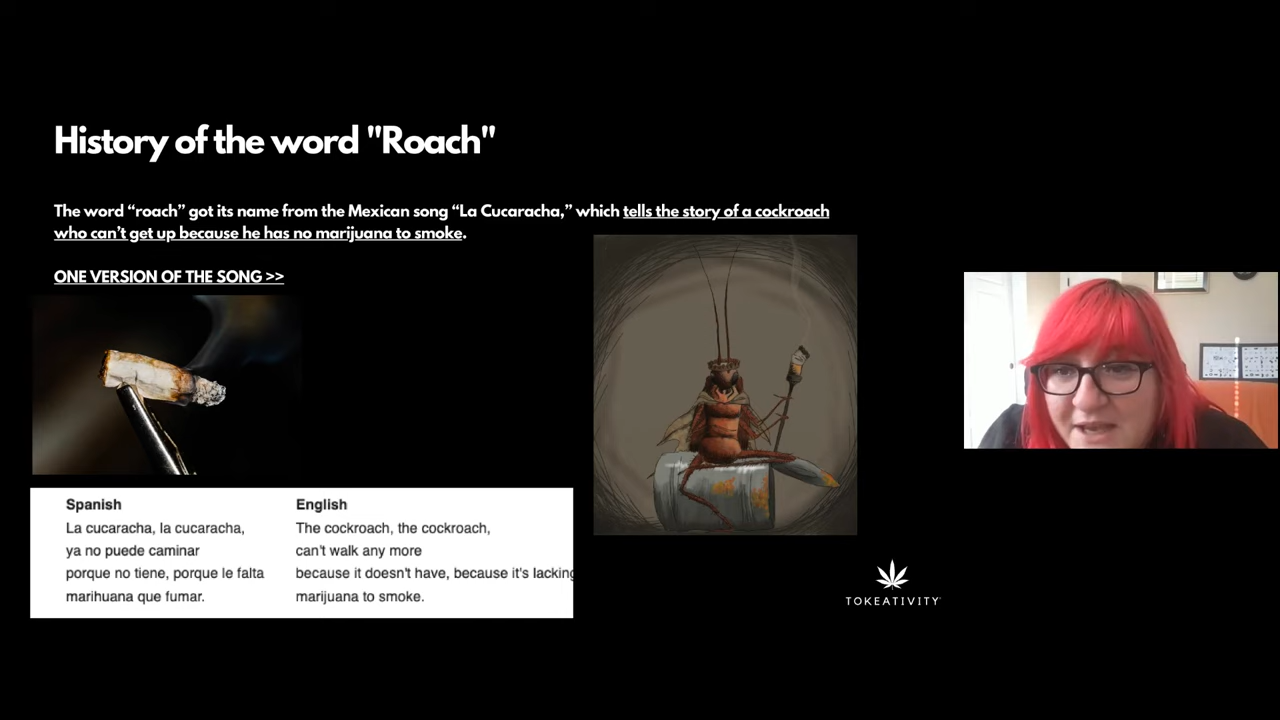 History of the word "Roach"
The word “roach” got its name from the Mexican song “La Cucaracha,” which tells the story of a cockroach
who can’t get up because he has no marijuana to smoke.
ONE VERSION OF THE SONG >>
Spanish
La cucaracha, la cucaracha,
ya no puede caminar
porque no tiene, porque le falta
marihuana que fumar.
English
The cockroach, the cockroach,
can't walk any more
because it doesn't have, because it's lacking
marijuana to smoke.
TOKEATIVITY